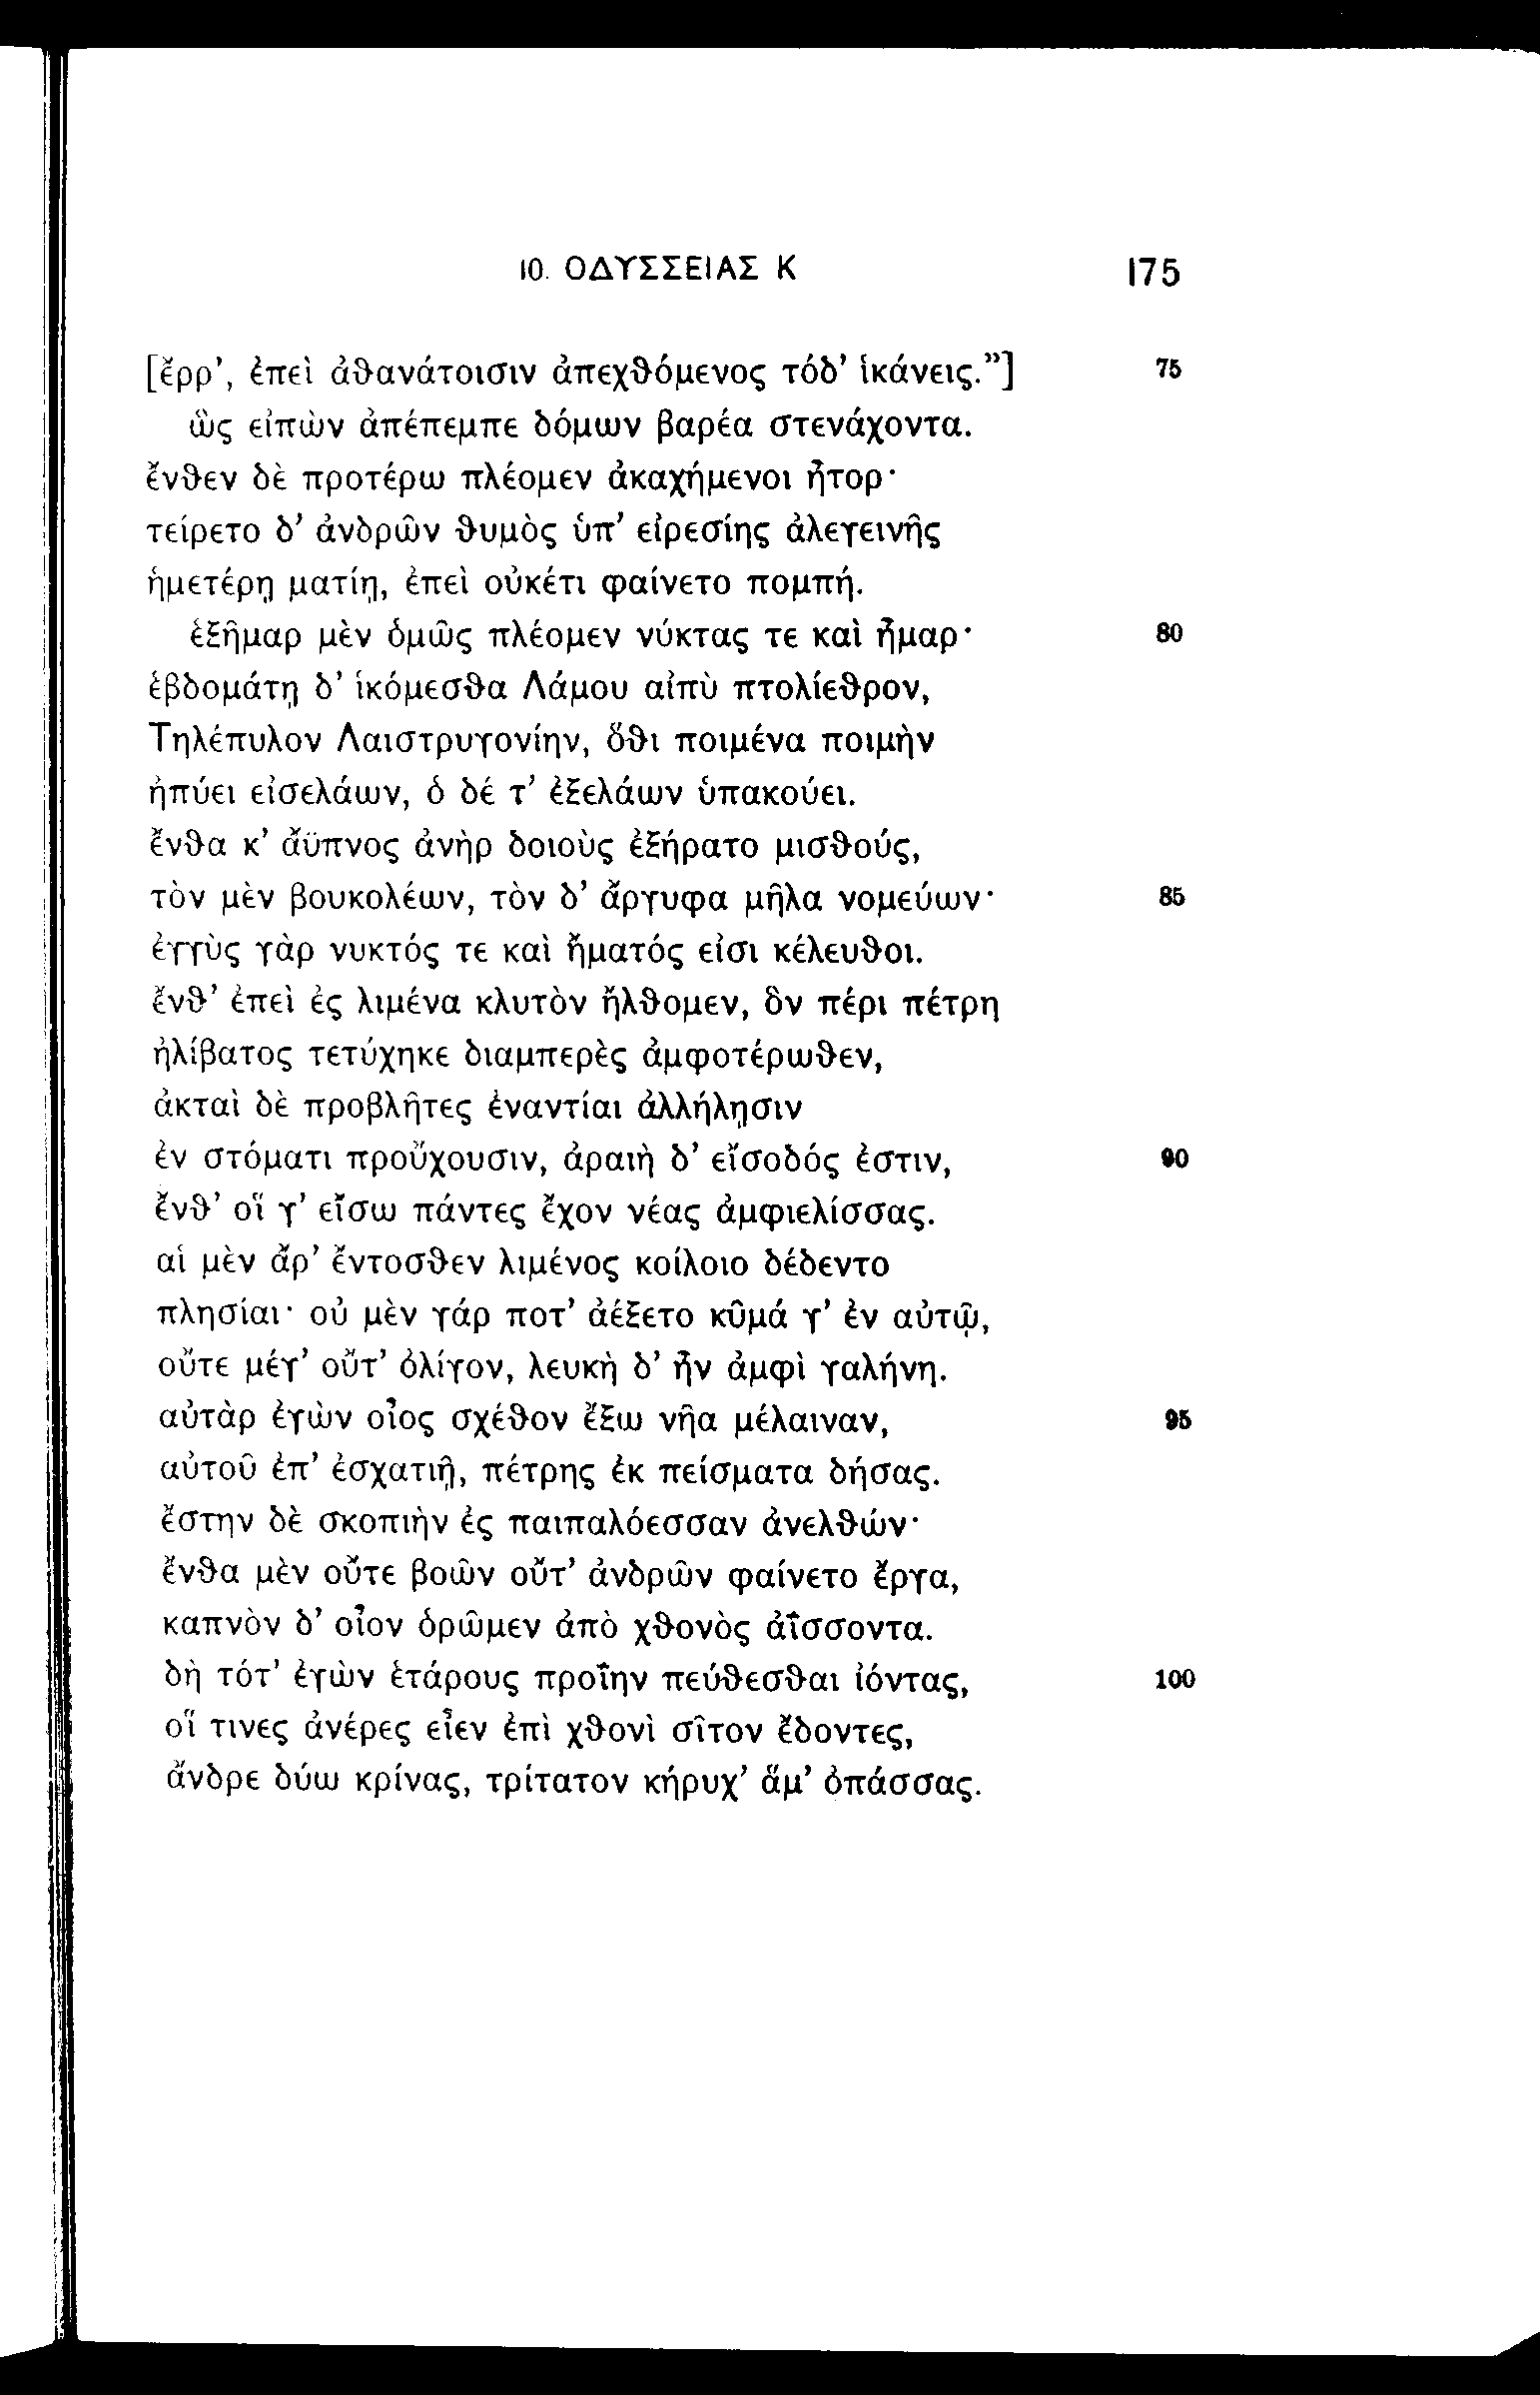 10. ΟΔΥΣΣΕΙΑΣ Κ 175
[ἔρρ’, ἐπεὶ ἀϑανάτοισιν ἀπεχϑόμενος τόδ’ ἱκάνεις.”] 75
ὣς εἰπὼν ἀπέπεμπε δόμων βαρέα στενάχοντα.
ἔνϑεν δὲ προτέρω πλέομεν ἀκαχήμενοι ἦτορ·
τείρετο δ’ ἀνδρῶν ϑυμὸς ὑπ’ εἰρεσίης ἀλεγεινῆς
ἡμετέρῃ ματίῃ, ἐπεὶ οὐκέτι φαίνετο πομπή.
ἑξῆμαρ μὲν ὁμῶς πλέομεν νύκτας τε καὶ ἦμαρ· 80
ἑβδομάτῃ δ’ ἱκόμεσϑα Λάμου αἰπὺ πτολίεϑρον,
Τηλέπυλον Λαιστρυγονίην, ὅϑι ποιμένα ποιμὴν
ἠπύει εἰσελάων, ὁ δέ τ’ ἐξελάων ὑπακούει.
ἔνϑα κ’ ἄϋπνος ἀνὴρ δοιοὺς ἐξήρατο μισϑούς,
τὸν μὲν βουκολέων, τὸν δ’ ἄργυφα μῆλα νομεύων· 85
ἐγγὺς γὰρ νυκτός τε καὶ ἤματός εἰσι κέλευϑοι.
ἔνϑ’ ἐπεὶ ἐς λιμένα κλυτὸν ἤλϑομεν, ὃν πέρι πέτρη
ἠλίβατος τετύχηκε διαμπερὲς ἀμφοτέρωϑεν,
ἀκταὶ δὲ προβλῆτες ἐναντίαι ἀλλήλῃσιν
ἐν στόματι προὔχουσιν, ἀραιὴ δ’ εἴσοδός ἐστιν, 90
ἔνϑ’ οἵ γ’ εἴσω πάντες ἔχον νέας ἀμφιελίσσας.
αἱ μὲν ἄρ’ ἔντοσϑεν λιμένος κοίλοιο δέδεντο
πλησίαι· οὐ μὲν γάρ ποτ’ ἀέξετο κῦμά γ’ ἐν αὐτῷ,
οὔτε μέγ’ οὔτ’ ὀλίγον, λευκὴ δ’ ἦν ἀμφὶ γαλήνη.
αὐτὰρ ἐγὼν οἶος σχέϑον ἔξω νῆα μέλαιναν, 95
αὐτοῦ ἐπ’ ἐσχατιῇ, πέτρης ἐκ πείσματα δήσας.
ἔστην δὲ σκοπιὴν ἐς παιπαλόεσσαν ἀνελϑών·
ἔνϑα μὲν οὔτε βοῶν οὔτ’ ἀνδρῶν φαίνετο ἔργα,
καπνὸν δ’ οἶον ὁρῶμεν ἀπὸ χϑονὸς ἀΐσσοντα.
δὴ τότ’ ἐγὼν ἑτάρους προΐην πεύϑεσϑαι ἰόντας, 100
οἵ τινες ἀνέρες εἶεν ἐπὶ χϑονὶ σῖτον ἔδοντες,
ἄνδρε δύω κρίνας, τρίτατον κήρυχ’ ἅμ’ ὀπάσσας.